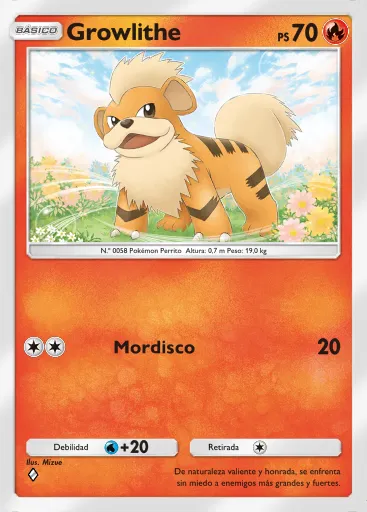 BÁSICO Growlithe PS 70
N.º 0058 Pokémon Perrito Altura: 0,7 m Peso: 19,0 kg
Mordisco 20
Debilidad +20 Retirada
Ilus. Mizue
De naturaleza valiente y honrada, se enfrenta
sin miedo a enemigos más grandes y fuertes.